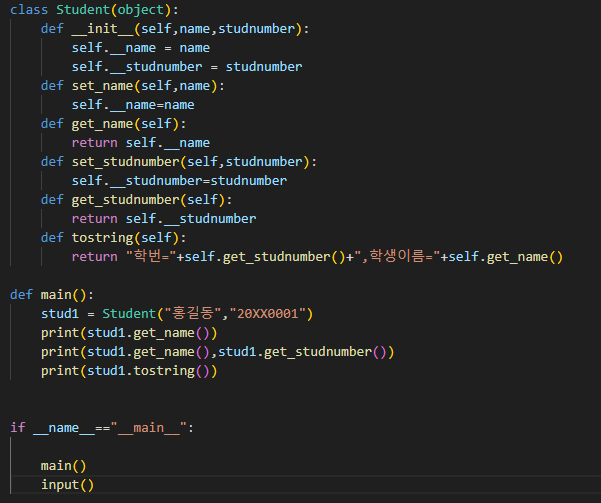 class Student(object):
    def __init__(self,name,studnumber):
        self.__name = name
        self.__studnumber = studnumber
    def set_name(self,name):
        self.__name=name
    def get_name(self):
        return self.__name
    def set_studnumber(self,studnumber):
        self.__studnumber=studnumber
    def get_studnumber(self):
        return self.__studnumber
    def tostring(self):
        return "학번="+self.get_studnumber()+",학생이름="+self.get_name()
def main():
    stud1 = Student("홍길동","20XX0001")
    print(stud1.get_name())
    print(stud1.get_name(),stud1.get_studnumber())
    print(stud1.tostring())
if __name__=="__main__":
    main()
    input()